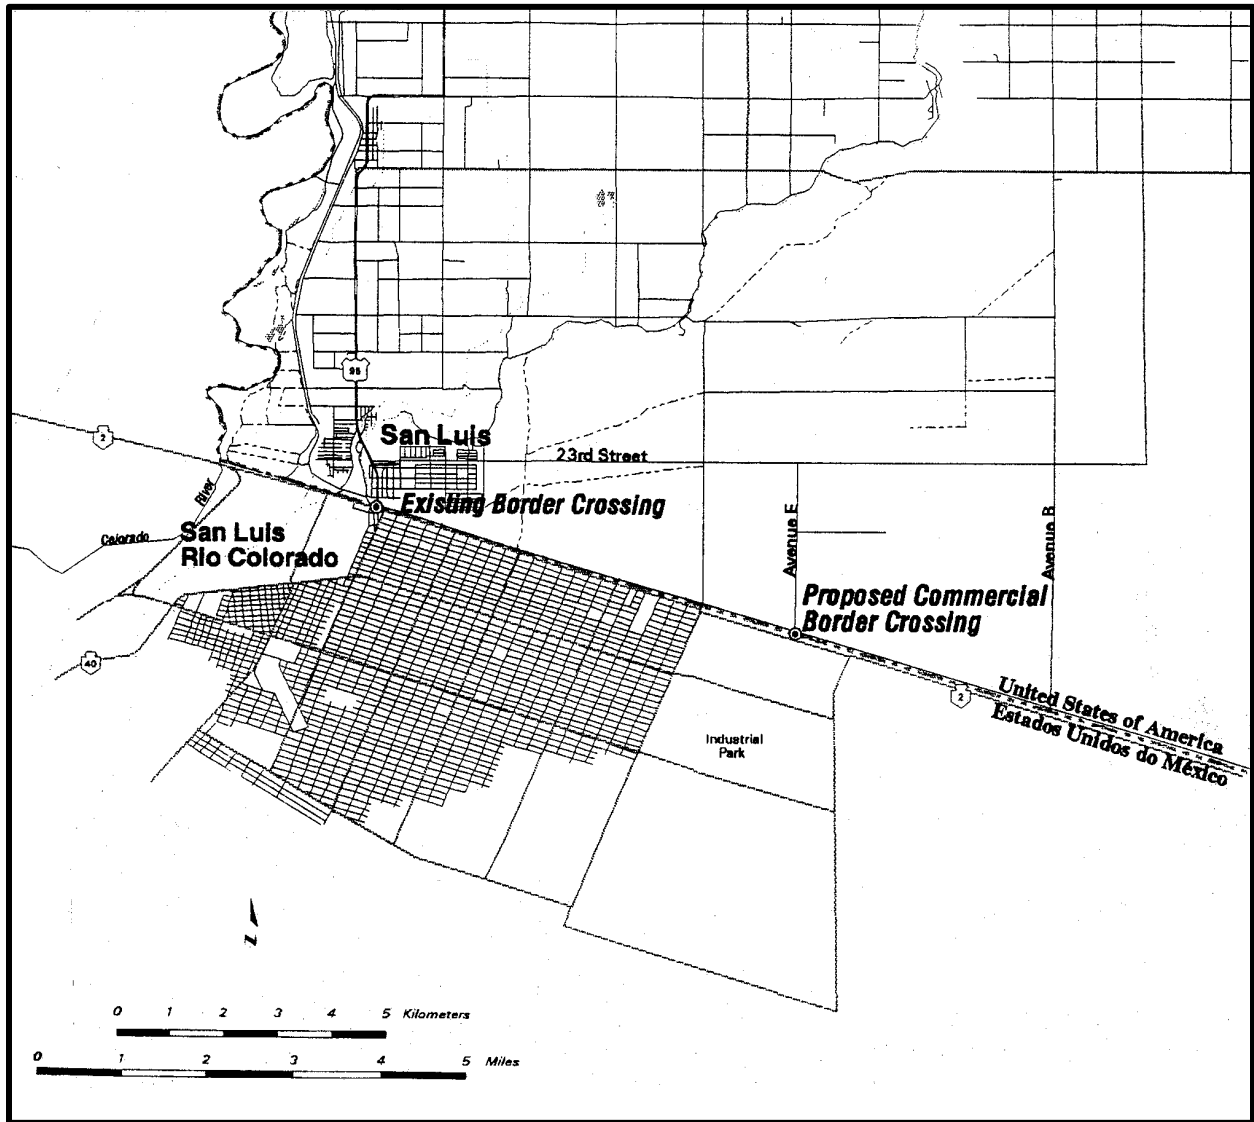 95
2
San Luis
23rd Street
Existing Border Crossing
River
Colorado
San Luis
Rio Colorado
Avenue E
Avenue B
Proposed Commercial
Border Crossing
40
2
United States of America
Estados Unidos do México
Industrial
Park
N
0 1 2 3 4 5 Kilometers
0 1 2 3 4 5 Miles